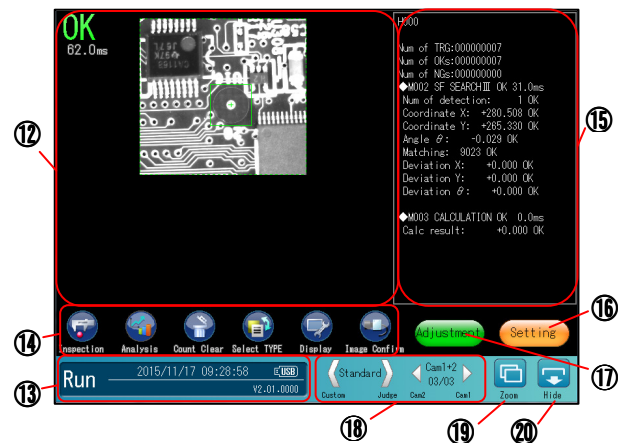 OK
62.0ms
H000
Num of TRG:000000007
Num of OKs:000000007
Num of NGs:000000000
◆M002 SF SEARCHⅢ OK 31.0ms
Num of detection: 1 OK
Coordinate X: +280.508 OK
Coordinate Y: +265.330 OK
Angle θ: -0.029 OK
Matching: 9023 OK
Deviation X: +0.000 OK
Deviation Y: +0.000 OK
Deviation θ: +0.000 OK
◆M003 CALCULATION OK 0.0ms
Calc result: +0.000 OK
⑫
⑮
⑭
Inspection Analysis Count Clear Select TYPE Display Image Confirm
Adjustment Setting
⑯
⑰
⑬
Run 2015/11/17 09:28:58 E:USB
V2.01.0000
Standard Cam1+2
03/03
Custom Judge Cam2 Cam1 Zoom Hide
⑱ ⑲ ⑳